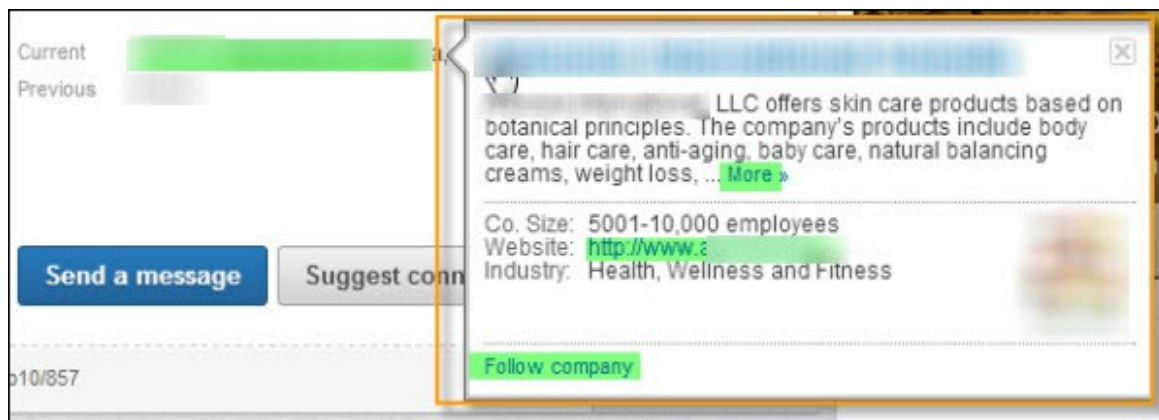 Current
a,
Previous
LLC offers skin care products based on
botanical principles. The company's products include body
care, hair care, anti-aging, baby care, natural balancing
creams, weight loss, ... More »
Co. Size: 5001-10,000 employees
Website: http://www.a
Industry: Health, Wellness and Fitness
Send a message
Suggest conn
Follow company
p10/857